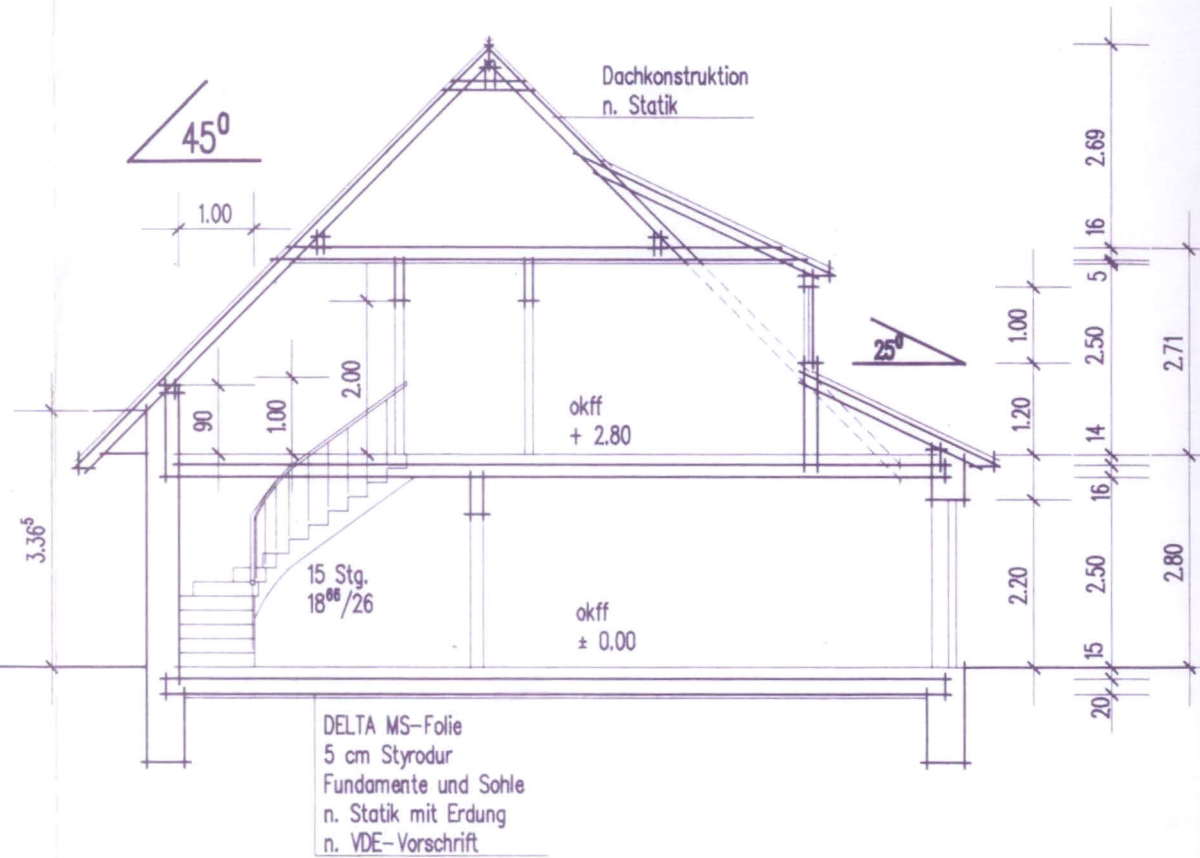 Dachkonstruktion
n. Statik
45⁰
1.00
2.69
16
5
1.00
2.50
2.71
25⁰
2.00
90
1.00
okff
+ 2.80
1.20
14
16
3.36⁵
15 Stg.
18⁶⁶/26
okff
± 0.00
2.20
2.50
2.80
15
20
DELTA MS-Folie
5 cm Styrodur
Fundamente und Sohle
n. Statik mit Erdung
n. VDE-Vorschrift